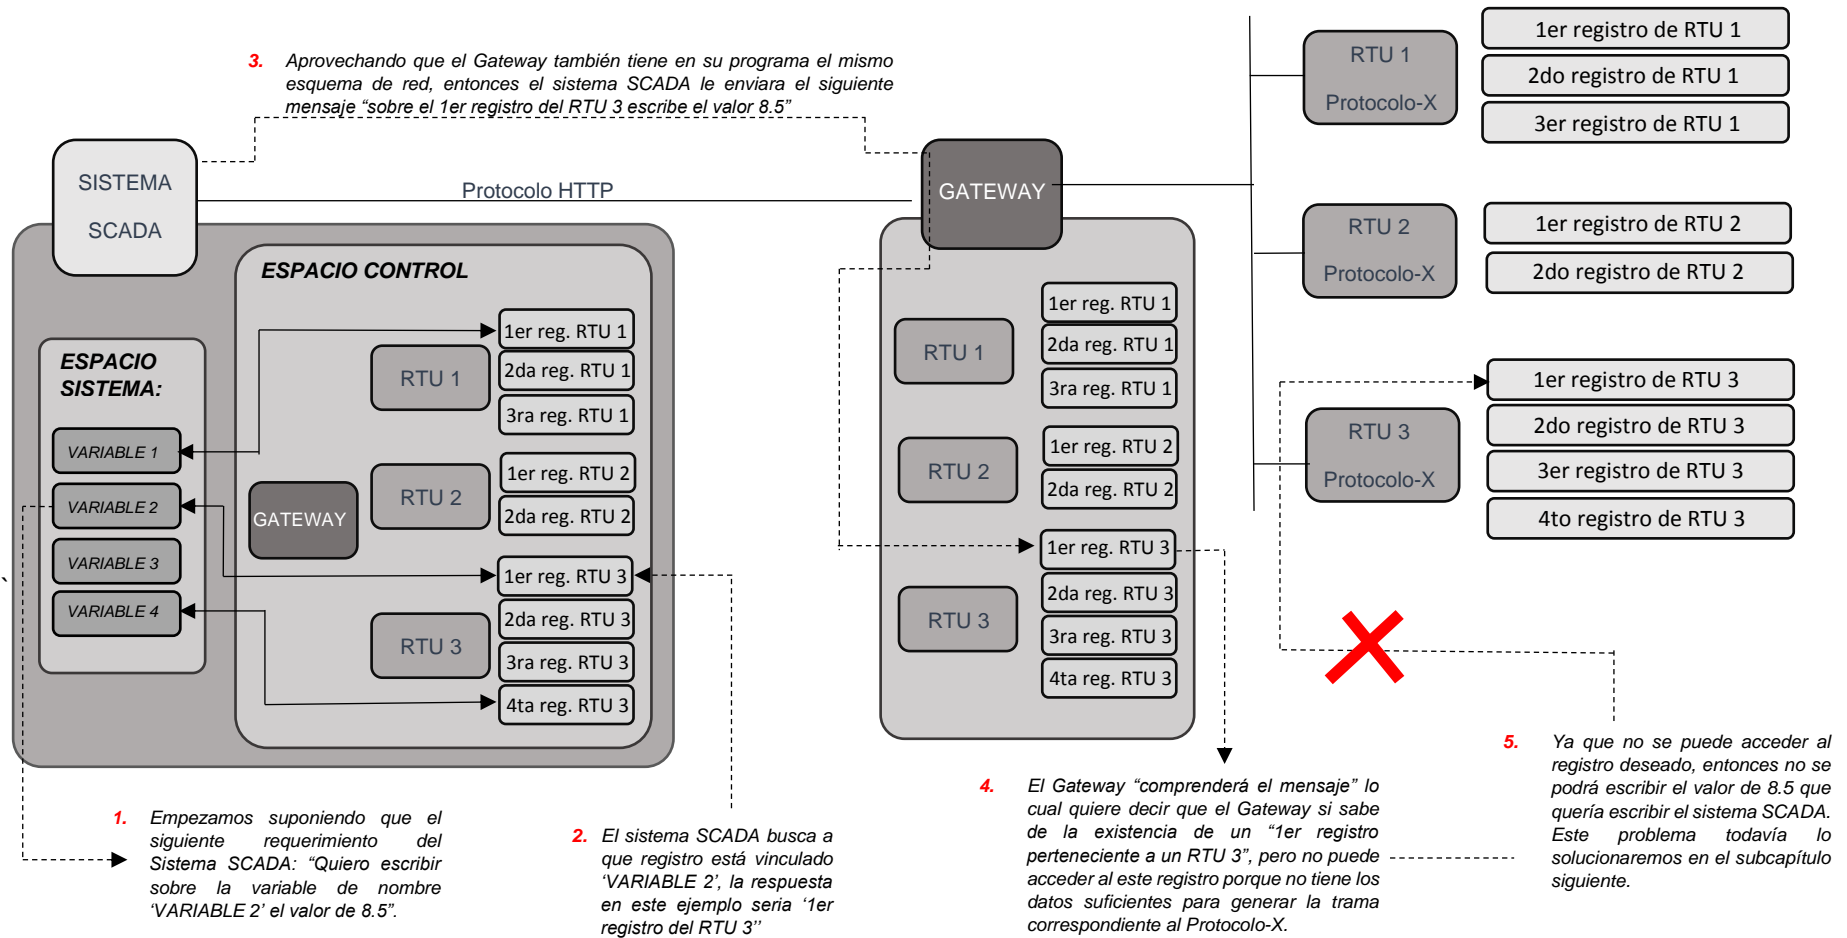 3. Aprovechando que el Gateway también tiene en su programa el mismo
esquema de red, entonces el sistema SCADA le enviara el siguiente
mensaje “sobre el 1er registro del RTU 3 escribe el valor 8.5”
SISTEMA
SCADA
Protocolo HTTP
GATEWAY
ESPACIO CONTROL
ESPACIO
SISTEMA:
VARIABLE 1
VARIABLE 2
VARIABLE 3
VARIABLE 4
`
GATEWAY
RTU 1
1er reg. RTU 1
2da reg. RTU 1
3ra reg. RTU 1
RTU 2
1er reg. RTU 2
2da reg. RTU 2
RTU 3
1er reg. RTU 3
2da reg. RTU 3
3ra reg. RTU 3
4ta reg. RTU 3
RTU 1
1er reg. RTU 1
2da reg. RTU 1
3ra reg. RTU 1
RTU 2
1er reg. RTU 2
2da reg. RTU 2
RTU 3
1er reg. RTU 3
2da reg. RTU 3
3ra reg. RTU 3
4ta reg. RTU 3
RTU 1
Protocolo-X
1er registro de RTU 1
2do registro de RTU 1
3er registro de RTU 1
RTU 2
Protocolo-X
1er registro de RTU 2
2do registro de RTU 2
RTU 3
Protocolo-X
1er registro de RTU 3
2do registro de RTU 3
3er registro de RTU 3
4to registro de RTU 3
1. Empezamos suponiendo que el
siguiente requerimiento del
Sistema SCADA: “Quiero escribir
sobre la variable de nombre
‘VARIABLE 2’ el valor de 8.5”.
2. El sistema SCADA busca a
que registro está vinculado
‘VARIABLE 2’, la respuesta
en este ejemplo seria ‘1er
registro del RTU 3’’
4. El Gateway “comprenderá el mensaje” lo
cual quiere decir que el Gateway si sabe
de la existencia de un “1er registro
perteneciente a un RTU 3”, pero no puede
acceder al este registro porque no tiene los
datos suficientes para generar la trama
correspondiente al Protocolo-X.
5. Ya que no se puede acceder al
registro deseado, entonces no se
podrá escribir el valor de 8.5 que
quería escribir el sistema SCADA.
Este problema todavía lo
solucionaremos en el subcapítulo
siguiente.